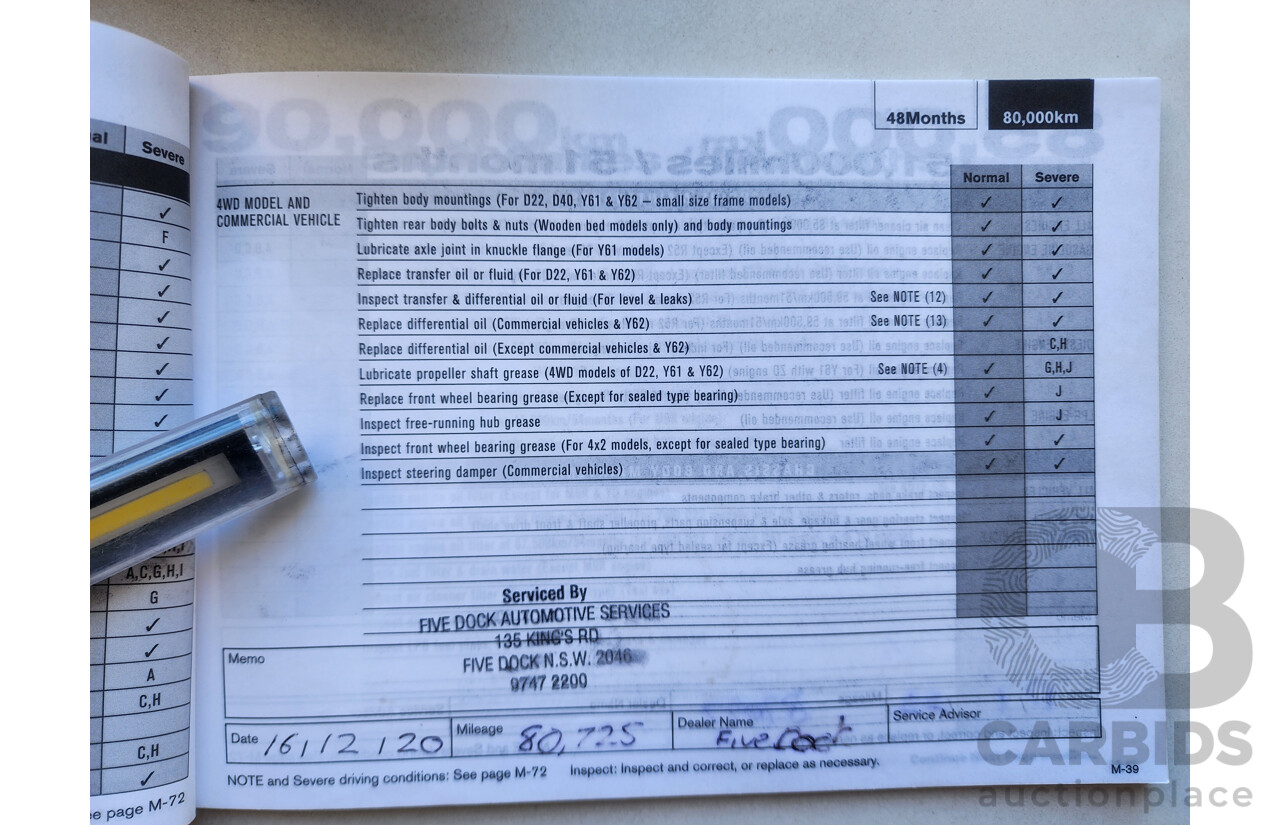 48Months 80,000km
Normal Severe
4WD MODEL AND
COMMERCIAL VEHICLE
Tighten body mountings (For D22, D40, Y61 & Y62 – small size frame models) ✓ ✓
Tighten rear body bolts & nuts (Wooden bed models only) and body mountings ✓ ✓
Lubricate axle joint in knuckle flange (For Y61 models) ✓ ✓
Replace transfer oil or fluid (For D22, Y61 & Y62) ✓ ✓
Inspect transfer & differential oil or fluid (For level & leaks) See NOTE (12) ✓ ✓
Replace differential oil (Commercial vehicles & Y62) See NOTE (13) ✓ ✓
Replace differential oil (Except commercial vehicles & Y62) C,H
Lubricate propeller shaft grease (4WD models of D22, Y61 & Y62) See NOTE (4) ✓ G,H,J
Replace front wheel bearing grease (Except for sealed type bearing) ✓ J
Inspect free-running hub grease ✓ J
Inspect front wheel bearing grease (For 4x2 models, except for sealed type bearing) ✓ ✓
Inspect steering damper (Commercial vehicles) ✓ ✓
Serviced By
FIVE DOCK AUTOMOTIVE SERVICES
135 KING'S RD
FIVE DOCK N.S.W. 2046
9747 2200
Memo
Date 16/12/20 Mileage 80,725 Dealer Name Five Dock Service Advisor
NOTE and Severe driving conditions: See page M-72 Inspect: Inspect and correct, or replace as necessary.
M-39
al Severe
✓
F
✓
✓
✓
✓
✓
✓
✓
A,C,G,H,I
G
✓
✓
A
C,H
C,H
✓
ee page M-72
CARBIDS
auctionplace